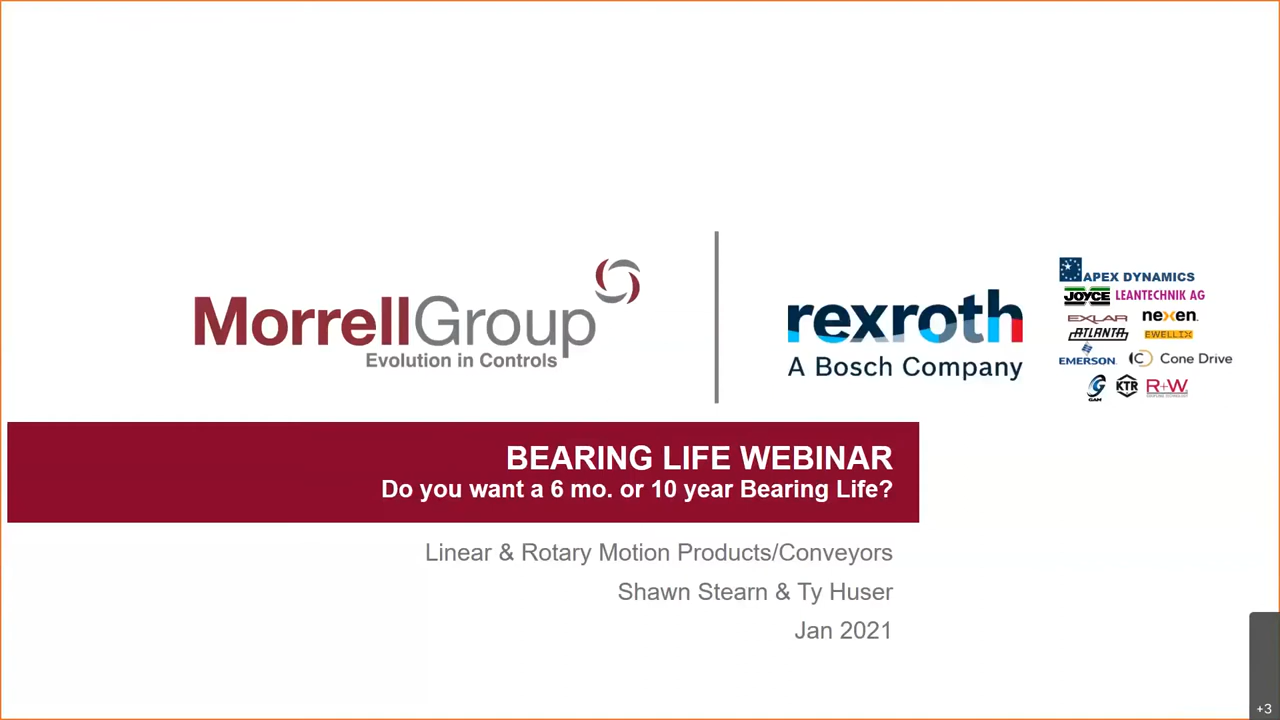 MorrellGroup
Evolution in Controls
rexroth
A Bosch Company
APEX DYNAMICS
JOYCE LEANTECHNIK AG
EXLAR nexen
ATLANTA EWELLIX
EMERSON Cone Drive
GAM KTR R+W
BEARING LIFE WEBINAR
Do you want a 6 mo. or 10 year Bearing Life?
Linear & Rotary Motion Products/Conveyors
Shawn Stearn & Ty Huser
Jan 2021
+3